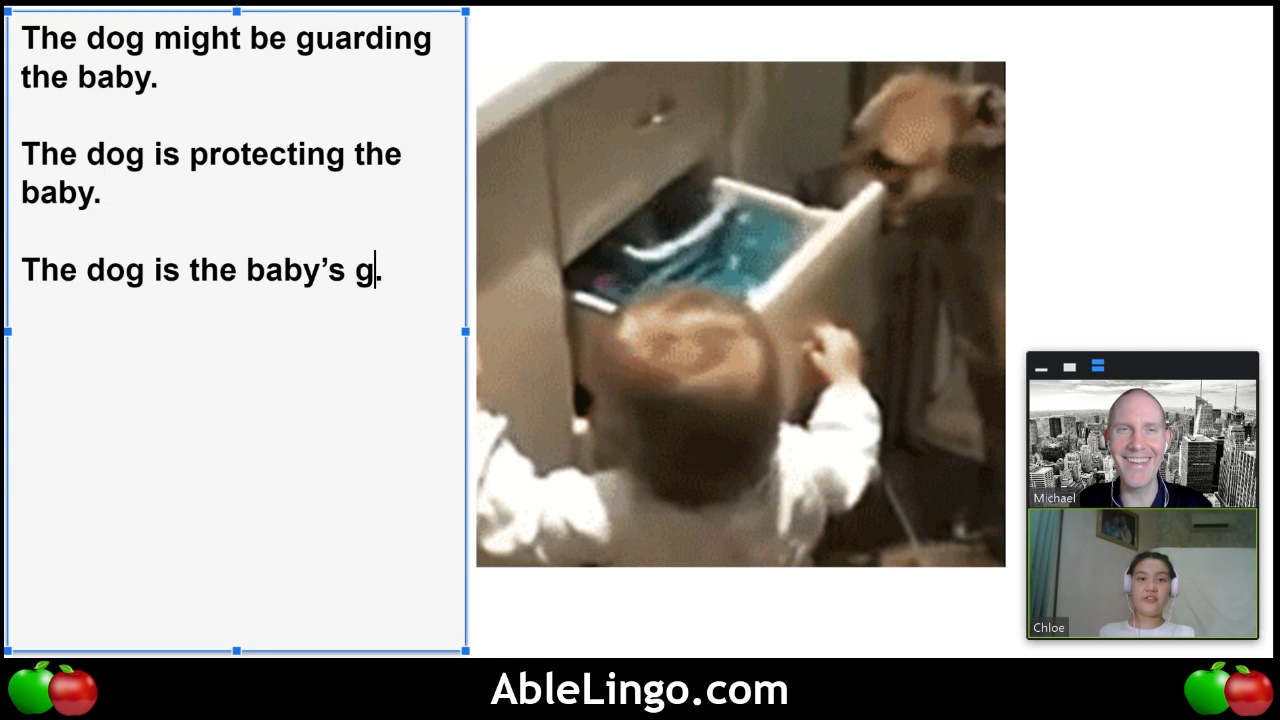 The dog might be guarding
the baby.
The dog is protecting the
baby.
The dog is the baby’s g.
Michael
Chloe
AbleLingo.com